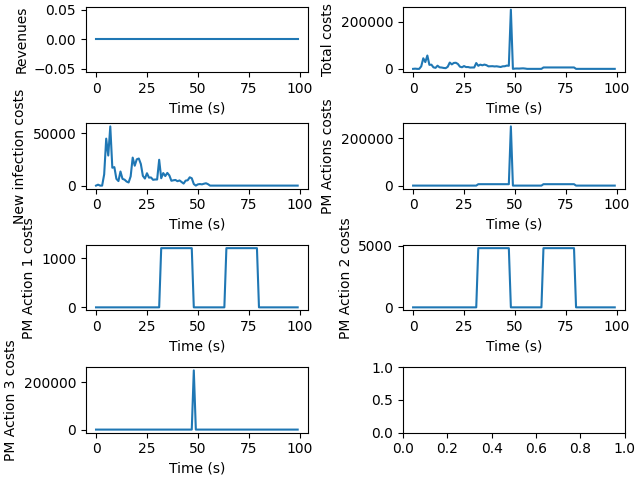 Revenues
0.05
0.00
−0.05
0 25 50 75 100
Time (s)
Total costs
200000
0
0 25 50 75 100
Time (s)
New infection costs
50000
0
0 25 50 75 100
Time (s)
PM Actions costs
200000
0
0 25 50 75 100
Time (s)
PM Action 1 costs
1000
0
0 25 50 75 100
Time (s)
PM Action 2 costs
5000
0
0 25 50 75 100
Time (s)
PM Action 3 costs
200000
0
0 25 50 75 100
Time (s)
1.0
0.5
0.0
0.0 0.2 0.4 0.6 0.8 1.0